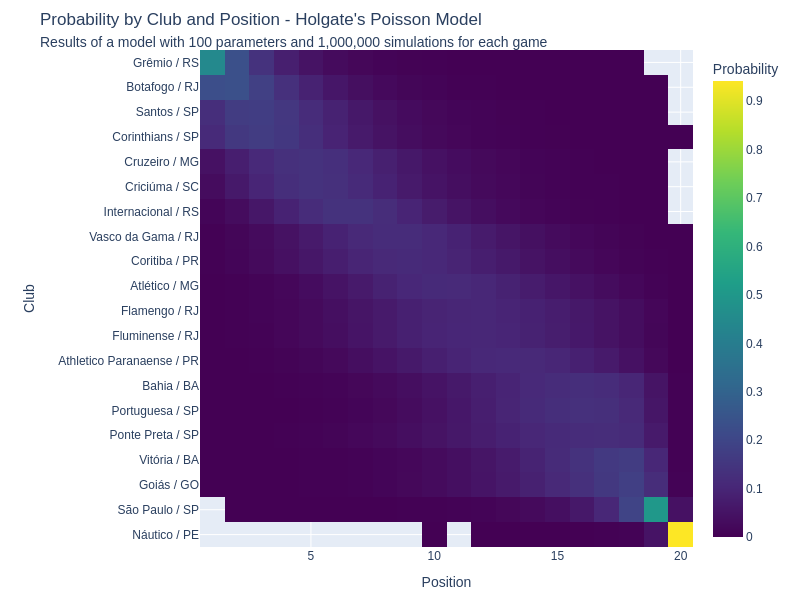 Probability by Club and Position - Holgate's Poisson Model
Results of a model with 100 parameters and 1,000,000 simulations for each game
Probability
Club
Grêmio / RS
Botafogo / RJ
Santos / SP
Corinthians / SP
Cruzeiro / MG
Criciúma / SC
Internacional / RS
Vasco da Gama / RJ
Coritiba / PR
Atlético / MG
Flamengo / RJ
Fluminense / RJ
Athletico Paranaense / PR
Bahia / BA
Portuguesa / SP
Ponte Preta / SP
Vitória / BA
Goiás / GO
São Paulo / SP
Náutico / PE
0.9
0.8
0.7
0.6
0.5
0.4
0.3
0.2
0.1
0
5 10 15 20
Position